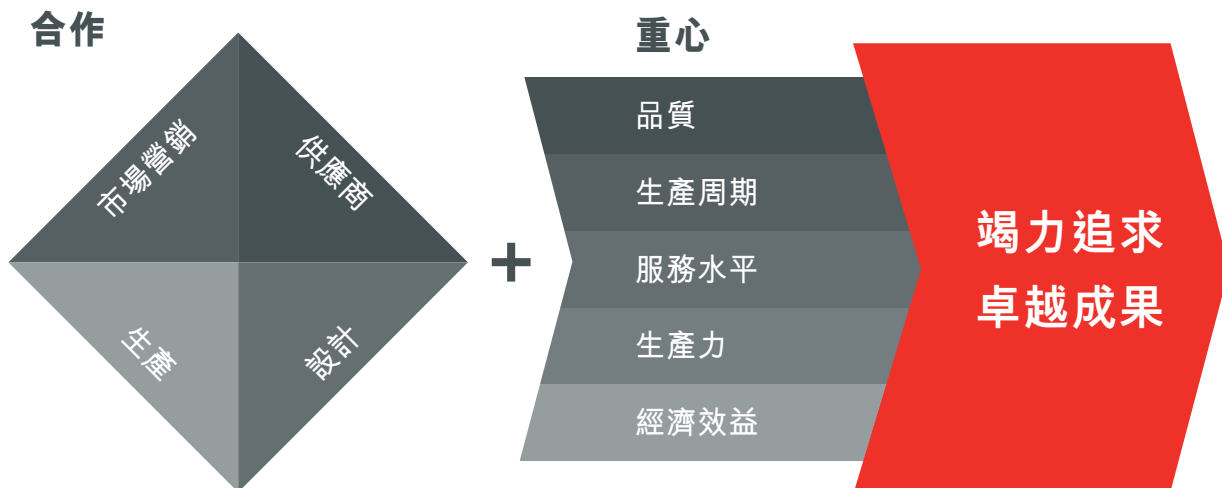 合作
市場營銷
供應商
生產
設計
+
重心
品質
生產周期
服務水平
生產力
經濟效益
竭力追求
卓越成果